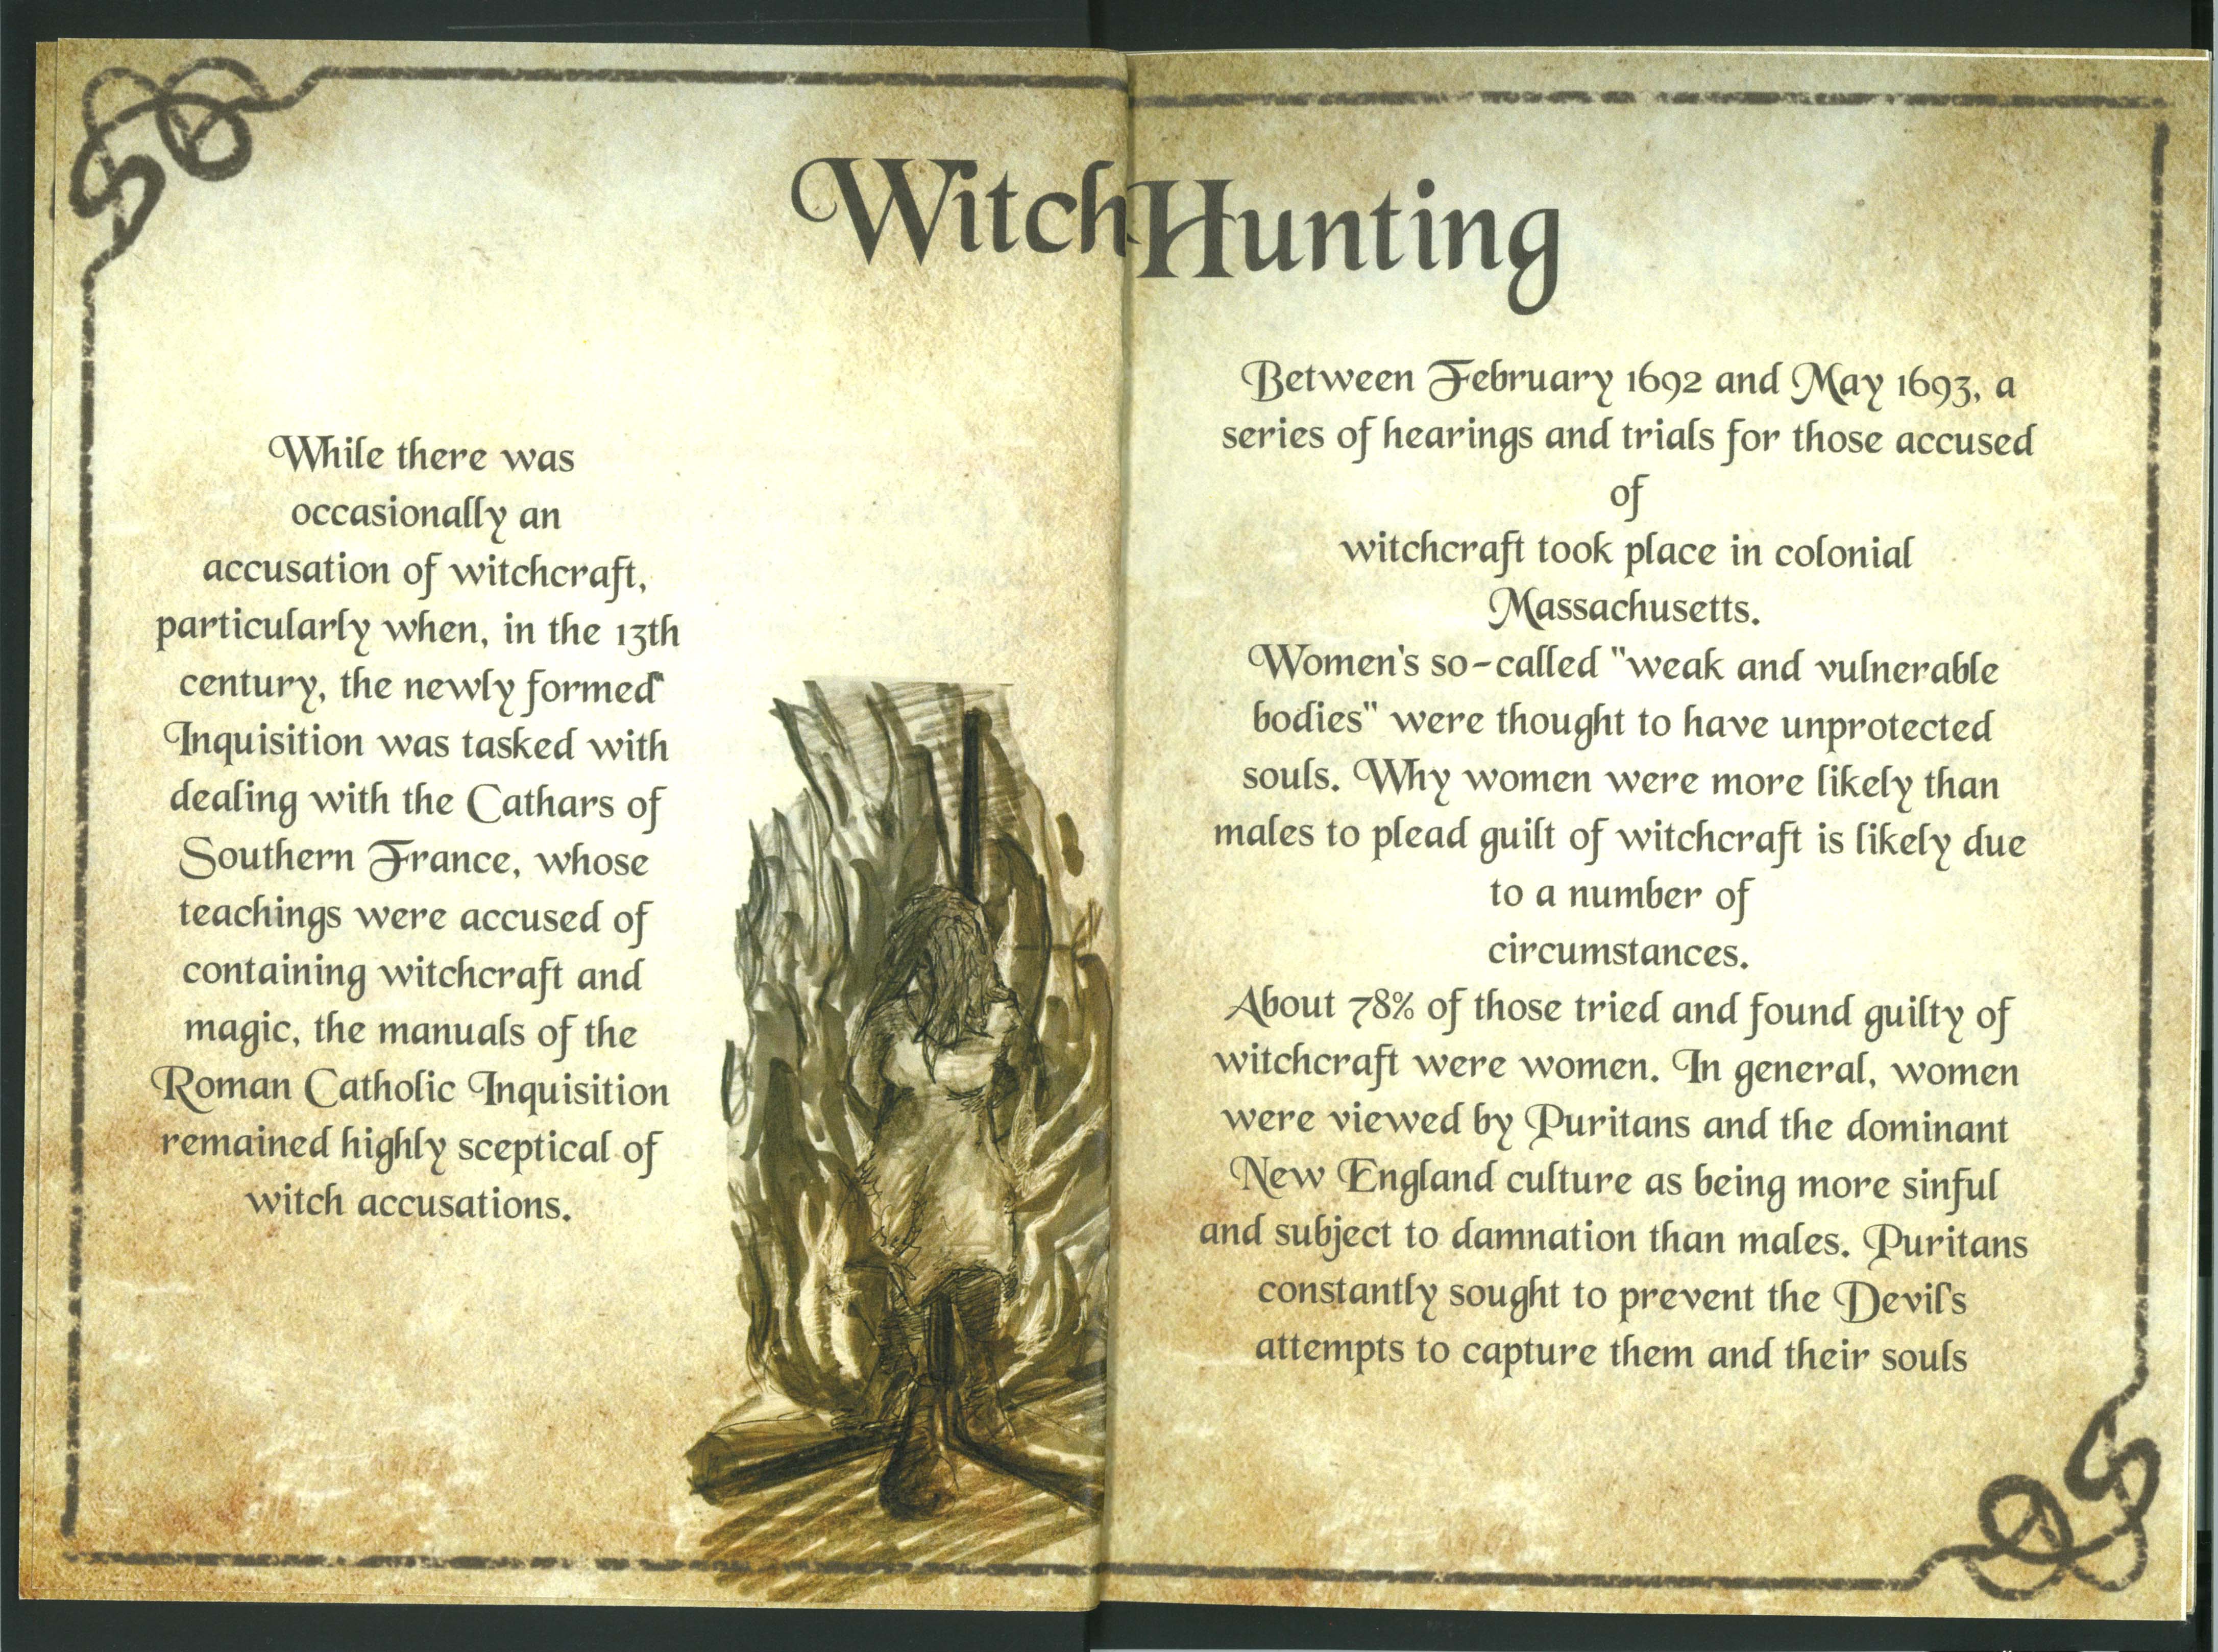 Witch Hunting
While there was
occasionally an
accusation of witchcraft,
particularly when, in the 13th
century, the newly formed"
Inquisition was tasked with
dealing with the Cathars of
Southern France, whose
teachings were accused of
containing witchcraft and
magic, the manuals of the
Roman Catholic Inquisition
remained highly sceptical of
witch accusations.
Between February 1692 and May 1693, a
series of hearings and trials for those accused
of
witchcraft took place in colonial
Massachusetts.
Women's so-called "weak and vulnerable
bodies" were thought to have unprotected
souls. Why women were more likely than
males to plead guilt of witchcraft is likely due
to a number of
circumstances.
About 78% of those tried and found guilty of
witchcraft were women. In general, women
were viewed by Puritans and the dominant
New England culture as being more sinful
and subject to damnation than males. Puritans
constantly sought to prevent the Devil's
attempts to capture them and their souls